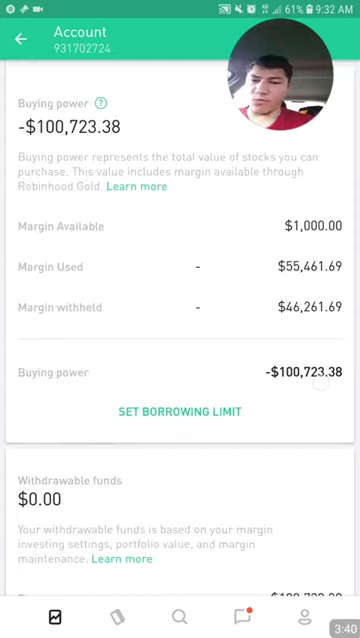 61% 9:32 AM
Account
931702724
Buying power ?
-$100,723.38
Buying power represents the total value of stocks you can
purchase. This value includes margin available through
Robinhood Gold. Learn more
Margin Available $1,000.00
Margin Used - $55,461.69
Margin withheld - $46,261.69
Buying power -$100,723.38
SET BORROWING LIMIT
Withdrawable funds
$0.00
Your withdrawable funds is based on your margin
investing settings, portfolio value, and margin
maintenance. Learn more
3:40